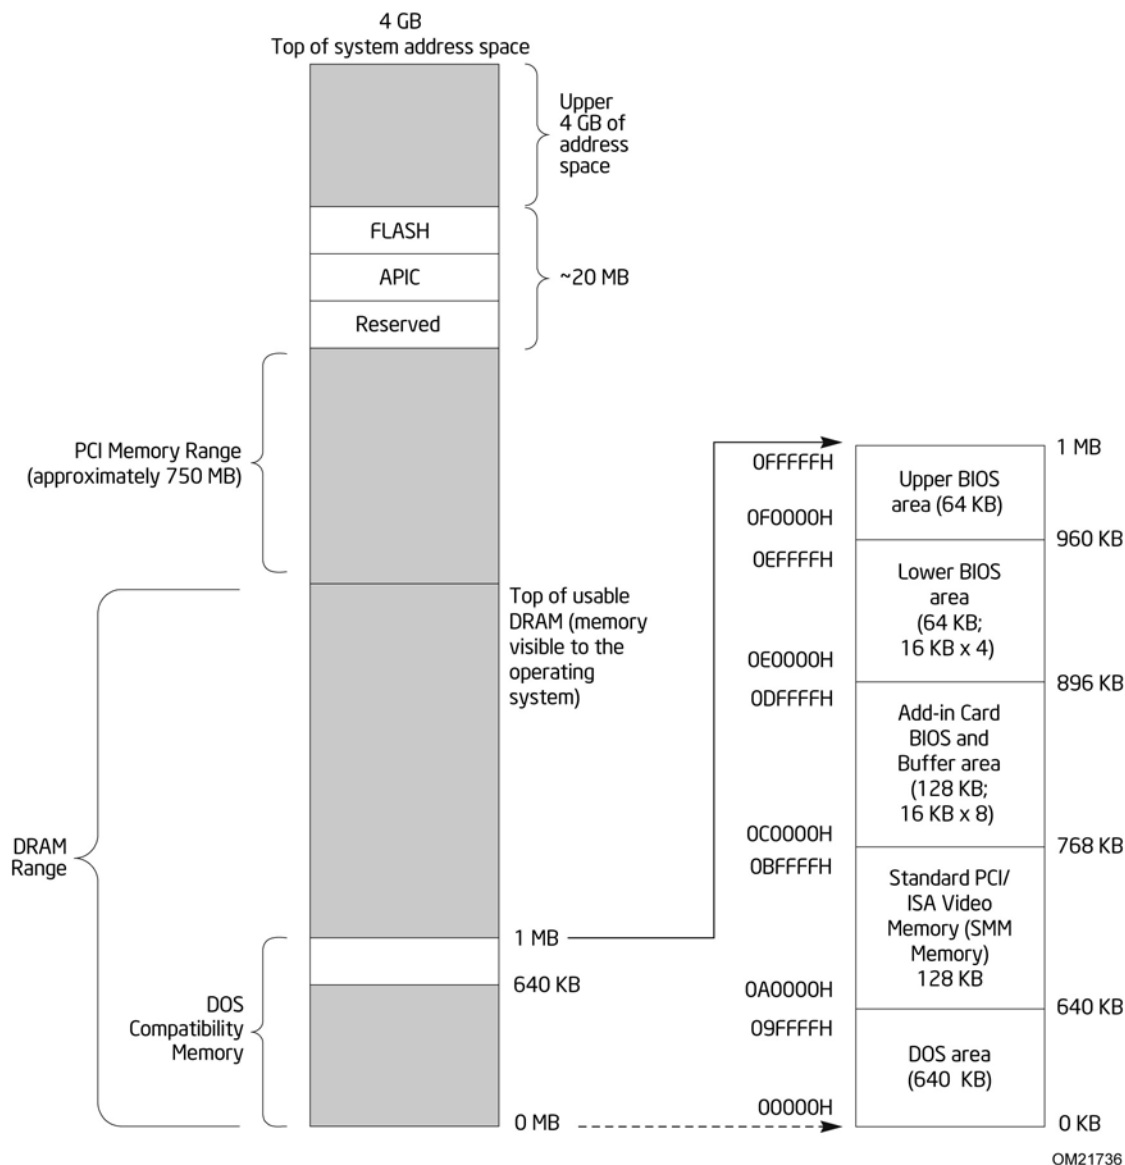 4 GB
Top of system address space
Upper
4 GB of
address
space
FLASH
APIC
~20 MB
Reserved
PCI Memory Range
(approximately 750 MB)
Top of usable
DRAM (memory
visible to the
operating
system)
DRAM
Range
1 MB
640 KB
DOS
Compatibility
Memory
0 MB
1 MB
0FFFFFH
Upper BIOS
area (64 KB)
0F0000H
960 KB
0EFFFFH
Lower BIOS
area
(64 KB;
16 KB x 4)
0E0000H
896 KB
0DFFFFH
Add-in Card
BIOS and
Buffer area
(128 KB;
16 KB x 8)
0C0000H
768 KB
0BFFFFH
Standard PCI/
ISA Video
Memory (SMM
Memory)
128 KB
0A0000H
640 KB
09FFFFH
DOS area
(640 KB)
00000H
0 KB
OM21736